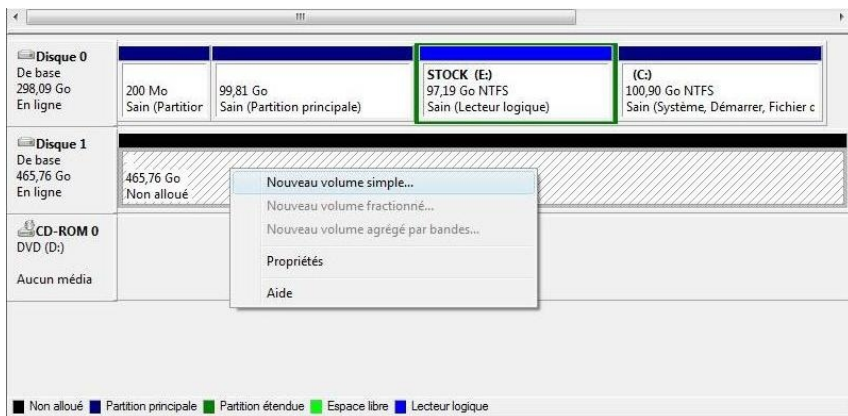 Disque 0
De base
298,09 Go
En ligne
200 Mo
Sain (Partitior
99,81 Go
Sain (Partition principale)
STOCK (E:)
97,19 Go NTFS
Sain (Lecteur logique)
(C:)
100,90 Go NTFS
Sain (Système, Démarrer, Fichier c
Disque 1
De base
465,76 Go
En ligne
465,76 Go
Non alloué
Nouveau volume simple...
Nouveau volume fractionné...
Nouveau volume agrégé par bandes...
Propriétés
Aide
CD-ROM 0
DVD (D:)
Aucun média
Non alloué Partition principale Partition étendue Espace libre Lecteur logique